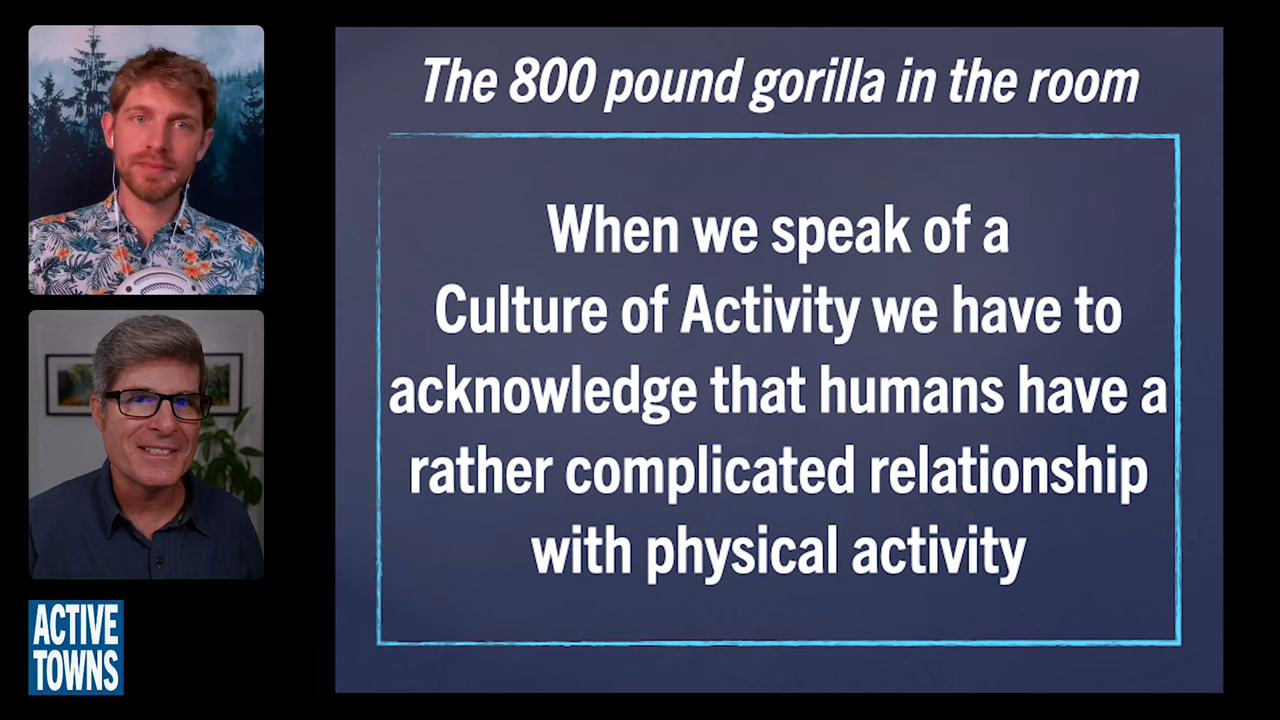 The 800 pound gorilla in the room
When we speak of a
Culture of Activity we have to
acknowledge that humans have a
rather complicated relationship
with physical activity
ACTIVE
TOWNS